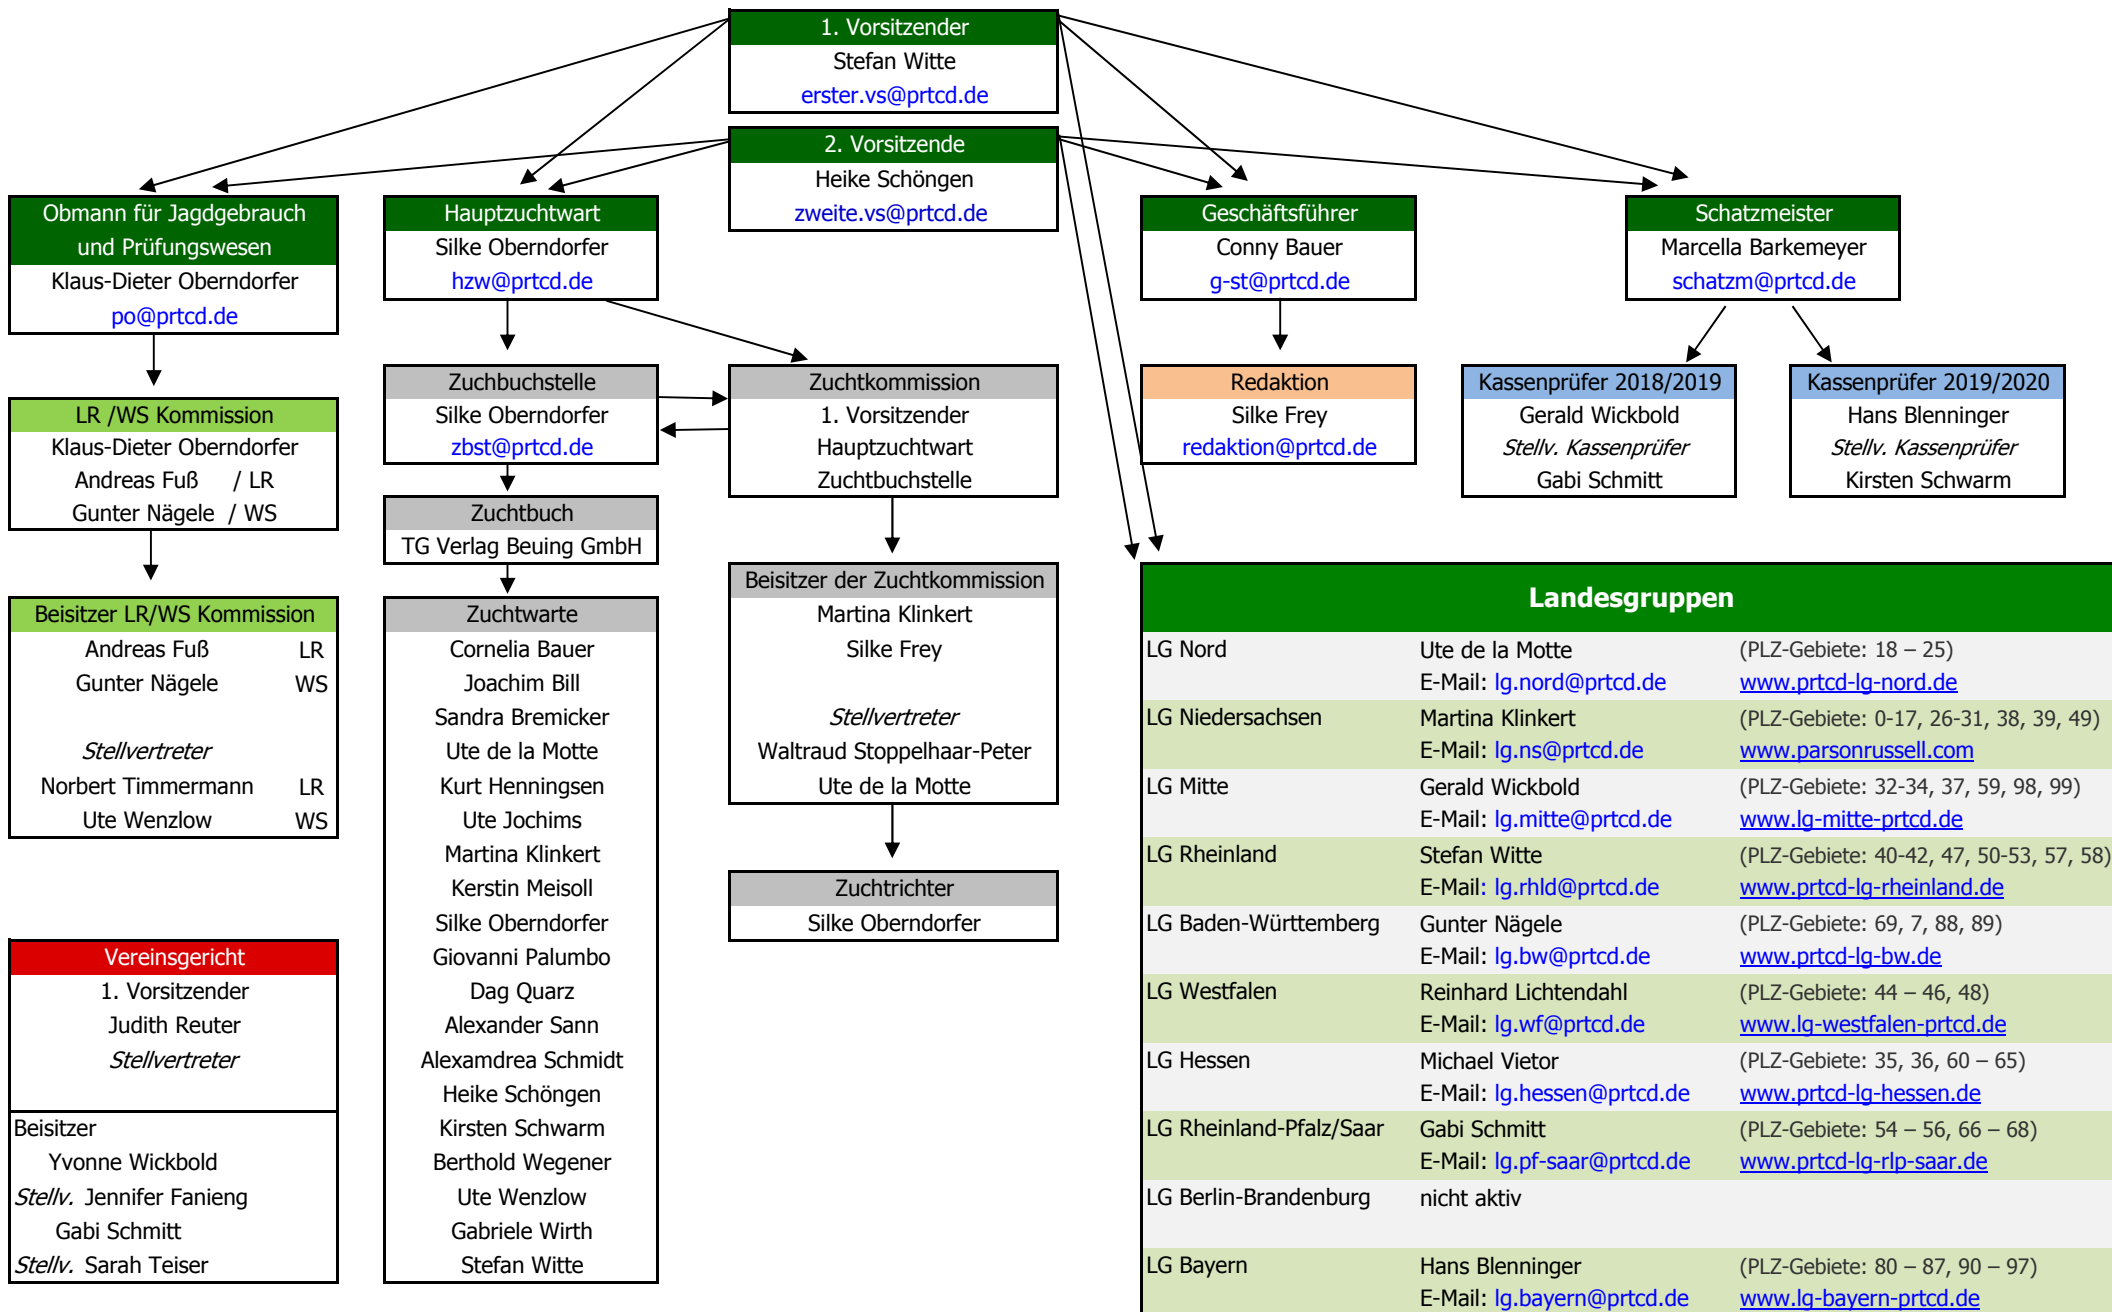 1. Vorsitzender
Stefan Witte
erster.vs@prtcd.de
2. Vorsitzende
Heike Schöngen
zweite.vs@prtcd.de
Obmann für Jagdgebrauch
und Prüfungswesen
Klaus-Dieter Oberndorfer
po@prtcd.de
Hauptzuchtwart
Silke Oberndorfer
hzw@prtcd.de
Geschäftsführer
Conny Bauer
g-st@prtcd.de
Schatzmeister
Marcella Barkemeyer
schatzm@prtcd.de
LR /WS Kommission
Klaus-Dieter Oberndorfer
Andreas Fuß / LR
Gunter Nägele / WS
Zuchbuchstelle
Silke Oberndorfer
zbst@prtcd.de
Zuchtkommission
1. Vorsitzender
Hauptzuchtwart
Zuchtbuchstelle
Redaktion
Silke Frey
redaktion@prtcd.de
Kassenprüfer 2018/2019
Gerald Wickbold
Stellv. Kassenprüfer
Gabi Schmitt
Kassenprüfer 2019/2020
Hans Blenninger
Stellv. Kassenprüfer
Kirsten Schwarm
Zuchtbuch
TG Verlag Beuing GmbH
Beisitzer LR/WS Kommission
Andreas Fuß LR
Gunter Nägele WS
Stellvertreter
Norbert Timmermann LR
Ute Wenzlow WS
Zuchtwarte
Cornelia Bauer
Joachim Bill
Sandra Bremicker
Ute de la Motte
Kurt Henningsen
Ute Jochims
Martina Klinkert
Kerstin Meisoll
Silke Oberndorfer
Giovanni Palumbo
Dag Quarz
Alexander Sann
Alexamdrea Schmidt
Heike Schöngen
Kirsten Schwarm
Berthold Wegener
Ute Wenzlow
Gabriele Wirth
Stefan Witte
Beisitzer der Zuchtkommission
Martina Klinkert
Silke Frey
Stellvertreter
Waltraud Stoppelhaar-Peter
Ute de la Motte
Zuchtrichter
Silke Oberndorfer
Vereinsgericht
1. Vorsitzender
Judith Reuter
Stellvertreter
Beisitzer
Yvonne Wickbold
Stellv. Jennifer Fanieng
Gabi Schmitt
Stellv. Sarah Teiser
Landesgruppen
LG Nord Ute de la Motte (PLZ-Gebiete: 18 – 25)
E-Mail: lg.nord@prtcd.de www.prtcd-lg-nord.de
LG Niedersachsen Martina Klinkert (PLZ-Gebiete: 0-17, 26-31, 38, 39, 49)
E-Mail: lg.ns@prtcd.de www.parsonrussell.com
LG Mitte Gerald Wickbold (PLZ-Gebiete: 32-34, 37, 59, 98, 99)
E-Mail: lg.mitte@prtcd.de www.lg-mitte-prtcd.de
LG Rheinland Stefan Witte (PLZ-Gebiete: 40-42, 47, 50-53, 57, 58)
E-Mail: lg.rhld@prtcd.de www.prtcd-lg-rheinland.de
LG Baden-Württemberg Gunter Nägele (PLZ-Gebiete: 69, 7, 88, 89)
E-Mail: lg.bw@prtcd.de www.prtcd-lg-bw.de
LG Westfalen Reinhard Lichtendahl (PLZ-Gebiete: 44 – 46, 48)
E-Mail: lg.wf@prtcd.de www.lg-westfalen-prtcd.de
LG Hessen Michael Vietor (PLZ-Gebiete: 35, 36, 60 – 65)
E-Mail: lg.hessen@prtcd.de www.prtcd-lg-hessen.de
LG Rheinland-Pfalz/Saar Gabi Schmitt (PLZ-Gebiete: 54 – 56, 66 – 68)
E-Mail: lg.pf-saar@prtcd.de www.prtcd-lg-rlp-saar.de
LG Berlin-Brandenburg nicht aktiv
LG Bayern Hans Blenninger (PLZ-Gebiete: 80 – 87, 90 – 97)
E-Mail: lg.bayern@prtcd.de www.lg-bayern-prtcd.de